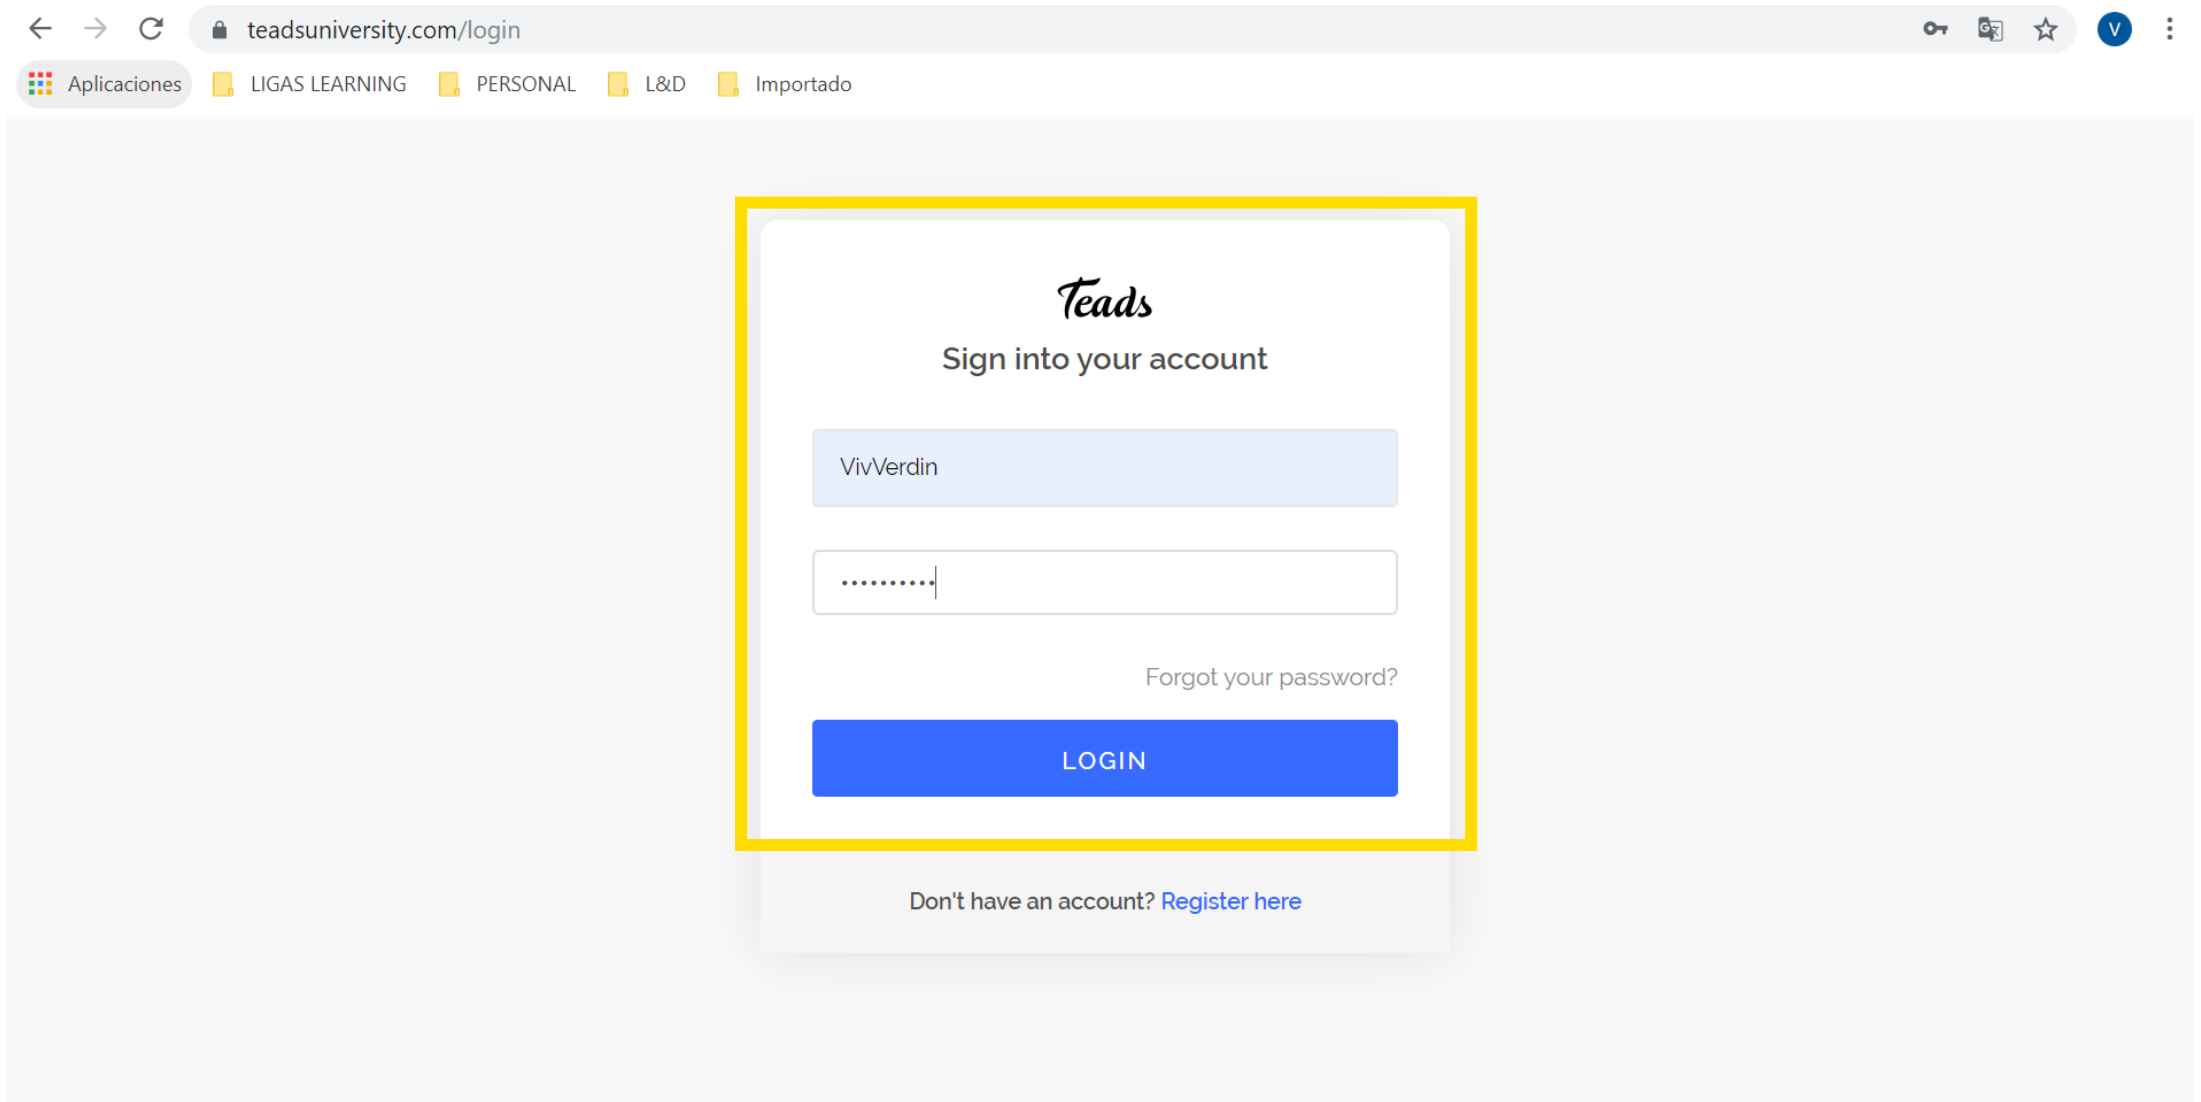 teadsuniversity.com/login
V
Aplicaciones LIGAS LEARNING PERSONAL L&D Importado
Teads
Sign into your account
VivVerdin
••••••••••
Forgot your password?
LOGIN
Don't have an account? Register here